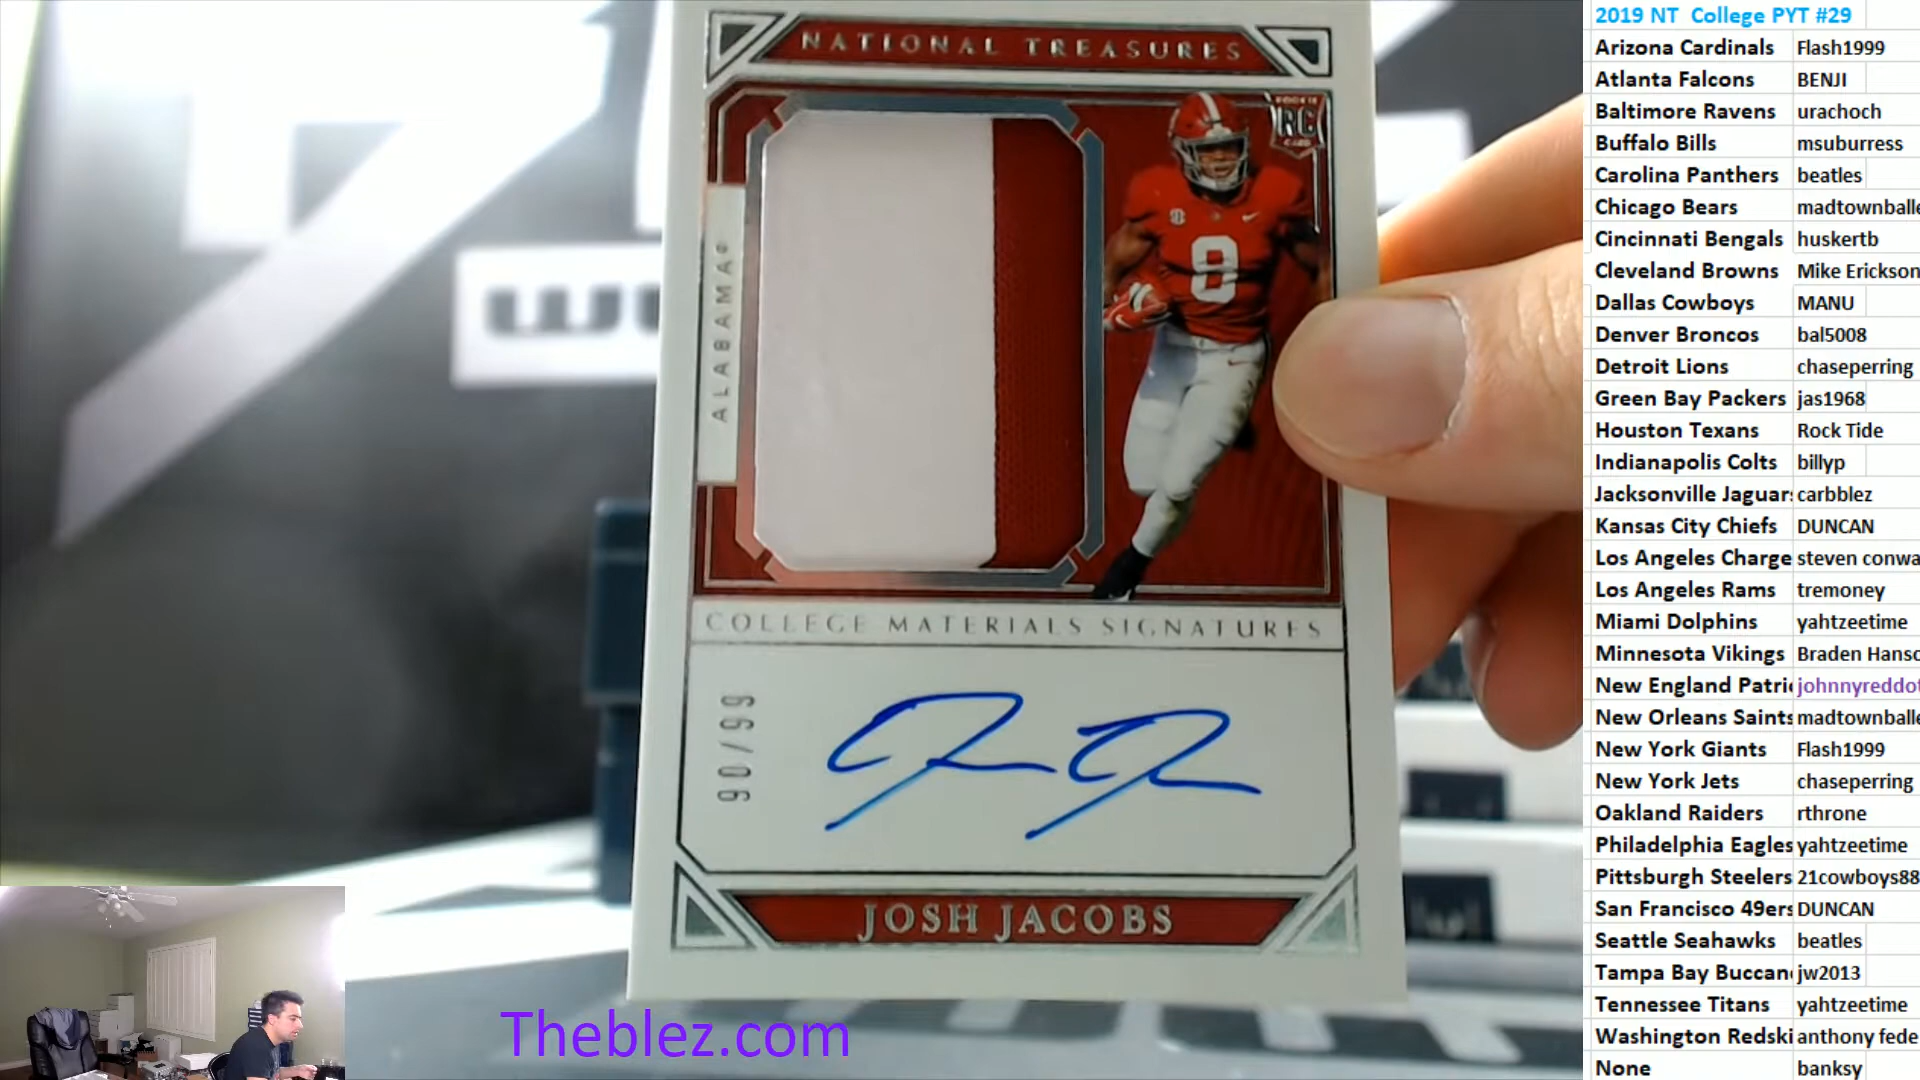 NATIONAL TREASURES
ROOKIE
RC
CARD
ALABAMA
8
COLLEGE MATERIALS SIGNATURES
90/99
JOSH JACOBS
Theblez.com
2019 NT College PYT #29
Arizona Cardinals Flash1999
Atlanta Falcons BENJI
Baltimore Ravens urachoch
Buffalo Bills msuburress
Carolina Panthers beatles
Chicago Bears madtownballe
Cincinnati Bengals huskertb
Cleveland Browns Mike Erickson
Dallas Cowboys MANU
Denver Broncos bal5008
Detroit Lions chaseperring
Green Bay Packers jas1968
Houston Texans Rock Tide
Indianapolis Colts billyp
Jacksonville Jaguars carbblez
Kansas City Chiefs DUNCAN
Los Angeles Charge steven conwa
Los Angeles Rams tremoney
Miami Dolphins yahtzeetime
Minnesota Vikings Braden Hanso
New England Patri johnnyreddot
New Orleans Saints madtownballe
New York Giants Flash1999
New York Jets chaseperring
Oakland Raiders rthrone
Philadelphia Eagles yahtzeetime
Pittsburgh Steelers 21cowboys88
San Francisco 49ers DUNCAN
Seattle Seahawks beatles
Tampa Bay Buccan jw2013
Tennessee Titans yahtzeetime
Washington Redski anthony fede
None banksy